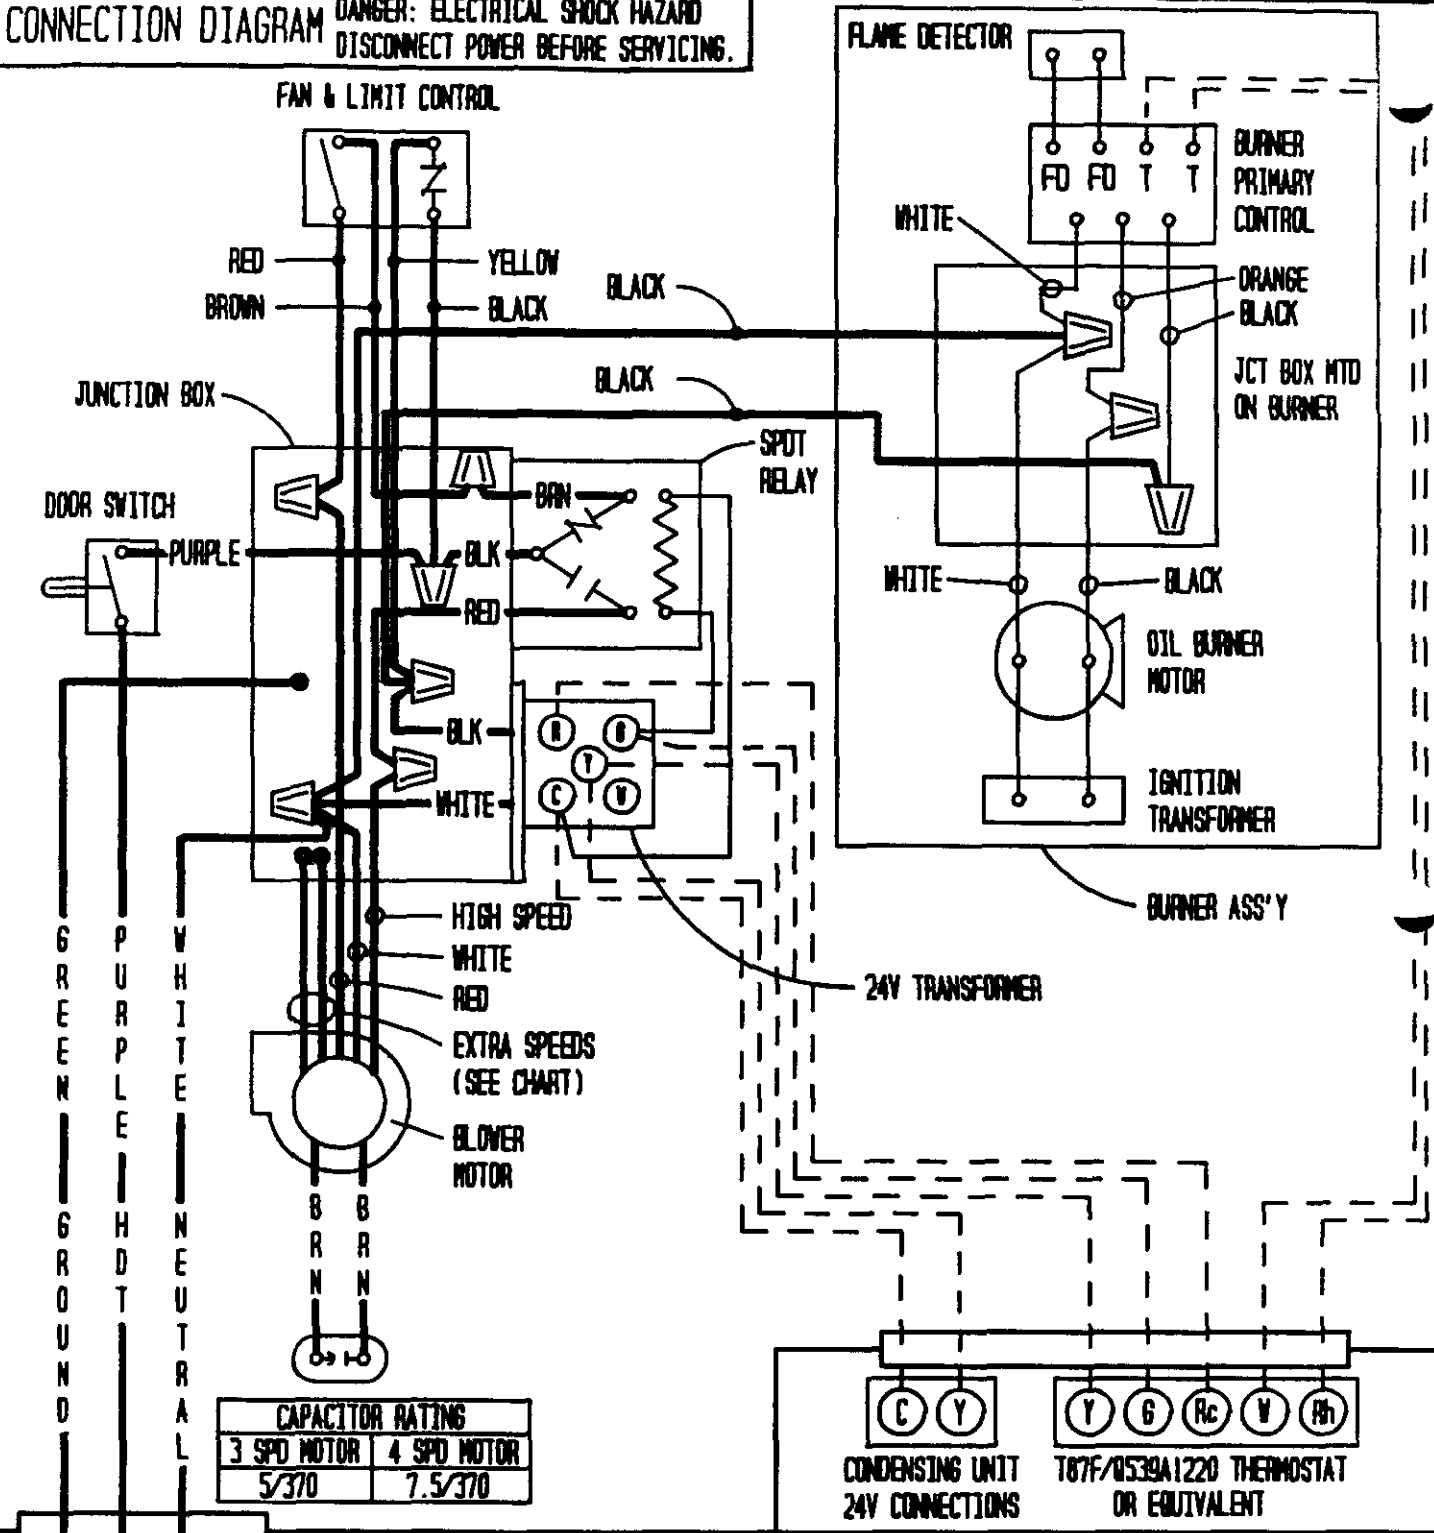 CONNECTION DIAGRAM
DANGER: ELECTRICAL SHOCK HAZARD
DISCONNECT POWER BEFORE SERVICING.
FAN & LIMIT CONTROL
RED
BROWN
YELLOW
BLACK
JUNCTION BOX
DOOR SWITCH
PURPLE
BRN
BLK
RED
BLK
WHITE
BLACK
BLACK
SPDT
RELAY
R
G
T
C
W
HIGH SPEED
WHITE
RED
EXTRA SPEEDS
(SEE CHART)
BLOWER
MOTOR
24V TRANSFORMER
GREEN GROUND
PURPLE HOT
WHITE NEUTRAL
BRN
BRN
CAPACITOR RATING
3 SPD MOTOR
4 SPD MOTOR
5/370
7.5/370
FLAME DETECTOR
FD FD T T
BURNER
PRIMARY
CONTROL
WHITE
ORANGE
BLACK
JCT BOX MTD
ON BURNER
WHITE
BLACK
OIL BURNER
MOTOR
IGNITION
TRANSFORMER
BURNER ASS'Y
C Y
Y G Rc W Rh
CONDENSING UNIT
24V CONNECTIONS
T87F/Q539A1220 THERMOSTAT
OR EQUIVALENT